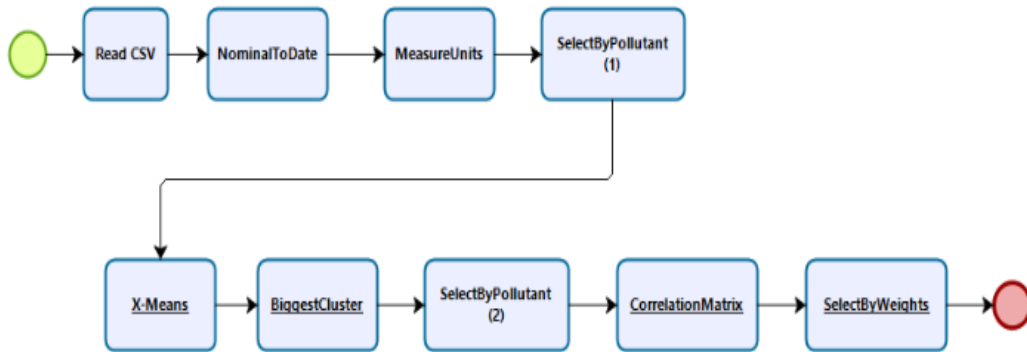 Read CSV
NominalToDate
MeasureUnits
SelectByPollutant
(1)
X-Means
BiggestCluster
SelectByPollutant
(2)
CorrelationMatrix
SelectByWeights